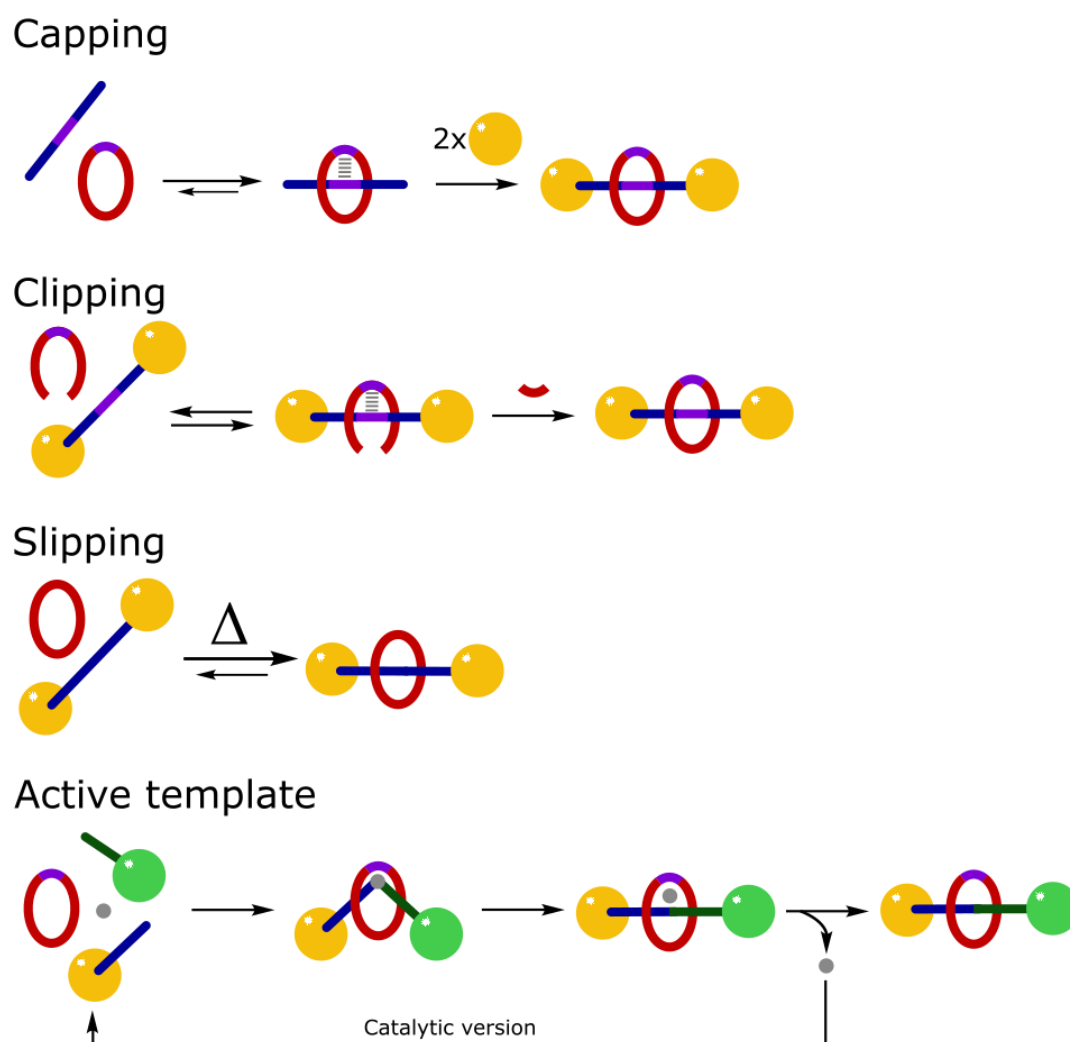 Capping
2x
Clipping
Slipping
Δ
Active template
Catalytic version